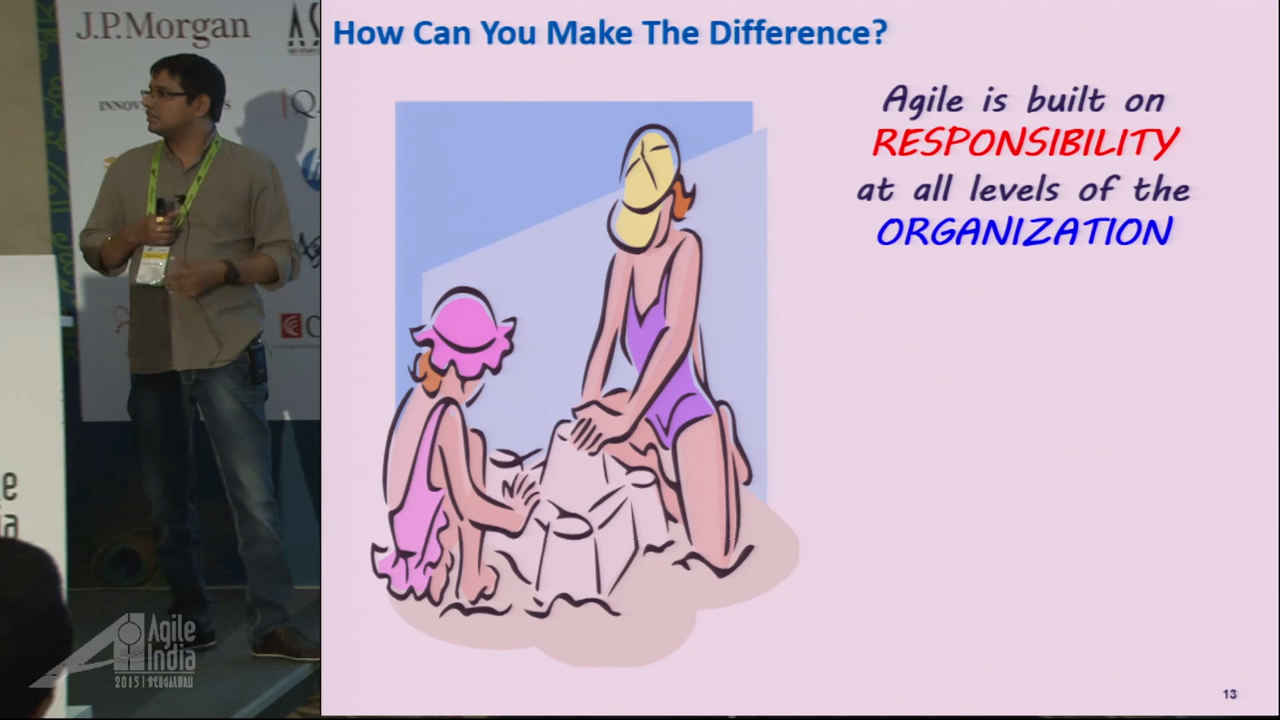 J.P.Morgan
How Can You Make The Difference?
Agile is built on
RESPONSIBILITY
at all levels of the
ORGANIZATION
Agile
India
2015 | BENGALURU
13